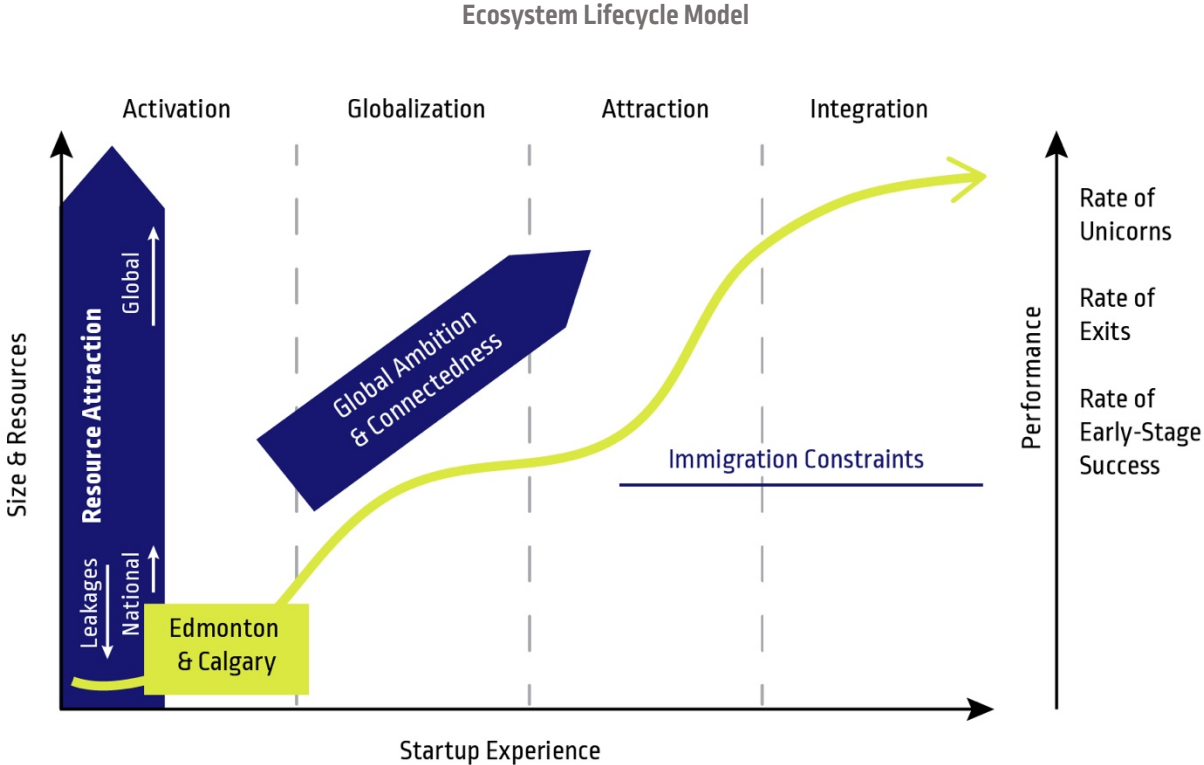 Ecosystem Lifecycle Model
Activation
Globalization
Attraction
Integration
Size & Resources
Resource Attraction
Leakages
National
Global
Global Ambition
& Connectedness
Edmonton
& Calgary
Immigration Constraints
Startup Experience
Performance
Rate of
Unicorns
Rate of
Exits
Rate of
Early-Stage
Success